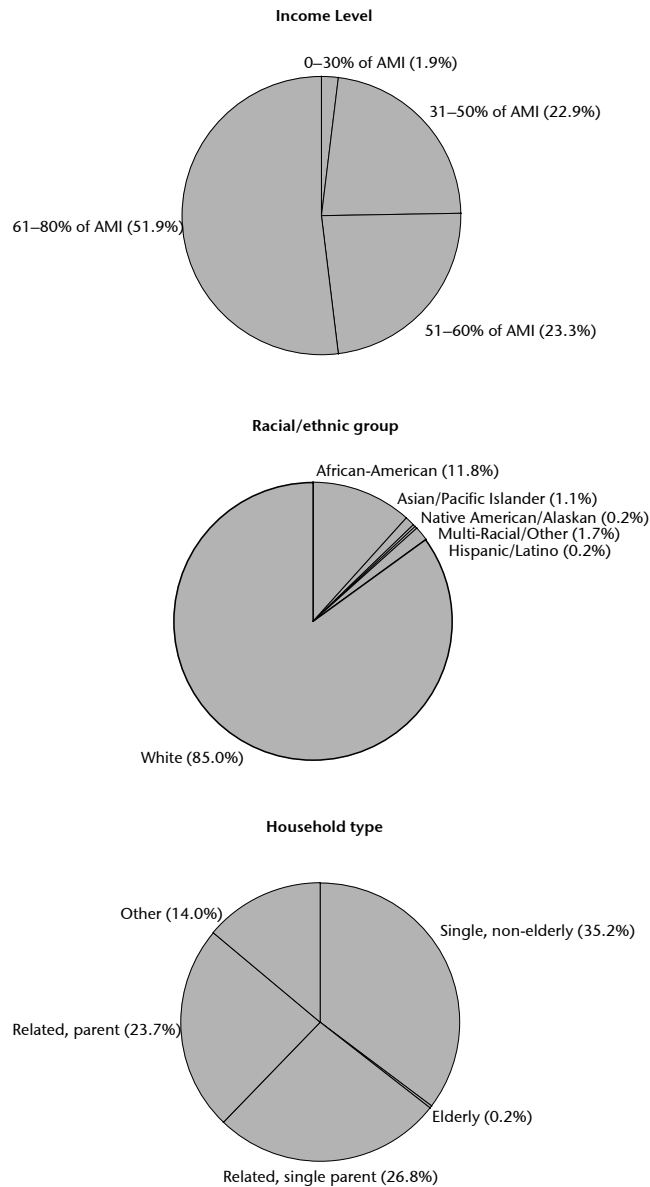 Income Level
0–30% of AMI (1.9%)
31–50% of AMI (22.9%)
61–80% of AMI (51.9%)
51–60% of AMI (23.3%)
Racial/ethnic group
African-American (11.8%)
Asian/Pacific Islander (1.1%)
Native American/Alaskan (0.2%)
Multi-Racial/Other (1.7%)
Hispanic/Latino (0.2%)
White (85.0%)
Household type
Other (14.0%)
Single, non-elderly (35.2%)
Related, parent (23.7%)
Elderly (0.2%)
Related, single parent (26.8%)